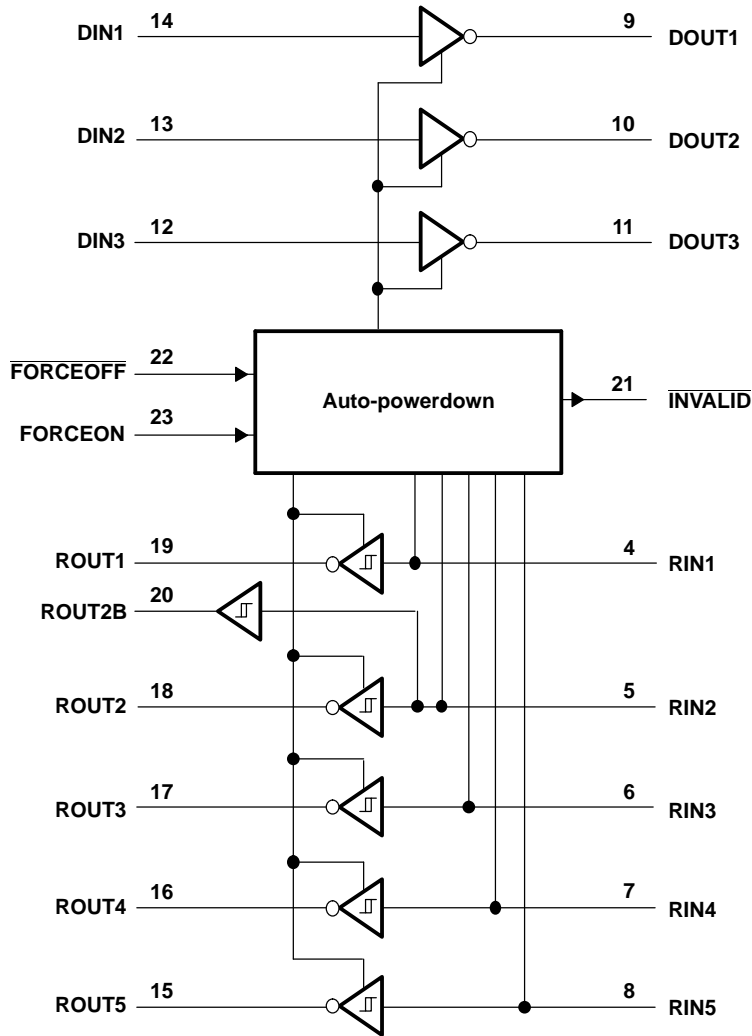 DIN1 14 9 DOUT1
DIN2 13 10 DOUT2
DIN3 12 11 DOUT3
FORCEOFF 22
Auto-powerdown 21 INVALID
FORCEON 23
ROUT1 19 4 RIN1
ROUT2B 20
ROUT2 18 5 RIN2
ROUT3 17 6 RIN3
ROUT4 16 7 RIN4
ROUT5 15 8 RIN5